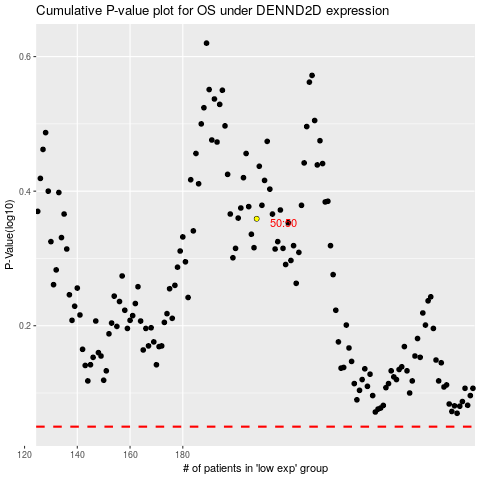 Cumulative P-value plot for OS under DENND2D expression
P-Value(log10)
0.6
0.4
0.2
50:50
120
140
160
180
# of patients in 'low exp' group